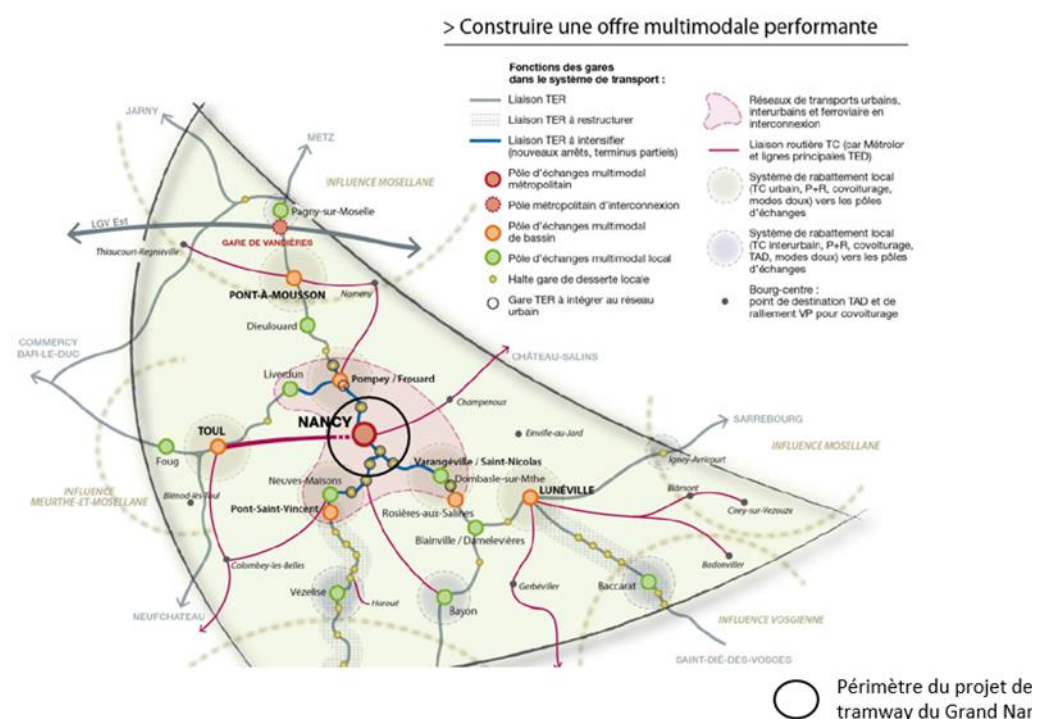 > Construire une offre multimodale performante
Fonctions des gares
dans le système de transport :
Liaison TER
Liaison TER à restructurer
Liaison TER à intensifier
(nouveaux arrêts, terminus partiels)
Pôle d'échanges multimodal
métropolitain
Pôle métropolitain d'interconnexion
Pôle d'échanges multimodal
de bassin
Pôle d'échanges multimodal local
Halte gare de desserte locale
Gare TER à intégrer au réseau
urbain
Réseaux de transports urbains,
interurbains et ferroviaire en
interconnexion
Liaison routière TC (car Métrolor
et lignes principales TED)
Système de rabattement local
(TC urbain, P+R, covoiturage,
modes doux) vers les pôles
d'échanges
Système de rabattement local
(TC interurbain, P+R, covoiturage,
TAD, modes doux) vers les pôles
d'échanges
Bourg-centre :
point de destination TAD et de
ralliement VP pour covoiturage
JARNY
METZ
INFLUENCE MOSELLANE
Pagny-sur-Moselle
LGV Est
GARE DE VANDIÈRES
Thiaucourt-Regnieville
PONT-À-MOUSSON
Nomeny
Dieulouard
COMMERCY
BAR-LE-DUC
CHÂTEAU-SALINS
Liverdun
Pompey / Frouard
Champenoux
NANCY
TOUL
SARREBOURG
Einville-au-Jard
INFLUENCE MOSELLANE
Foug
Varangéville / Saint-Nicolas
Igney-Avricourt
Neuves-Maisons
Dombasle-sur-Mthe
LUNÉVILLE
Blâmont
INFLUENCE
MEURTHE-ET-MOSELLANE
Blénod-lès-Toul
Cirey-sur-Vezouze
Pont-Saint-Vincent
Rosières-aux-Salines
Blainville / Damelevières
Badonviller
Colombey-les-Belles
Gerbéviller
Baccarat
Vézelise
Haroué
Bayon
NEUFCHATEAU
INFLUENCE VOSGIENNE
SAINT-DIÉ-DES-VOSGES
Périmètre du projet de
tramway du Grand Nar